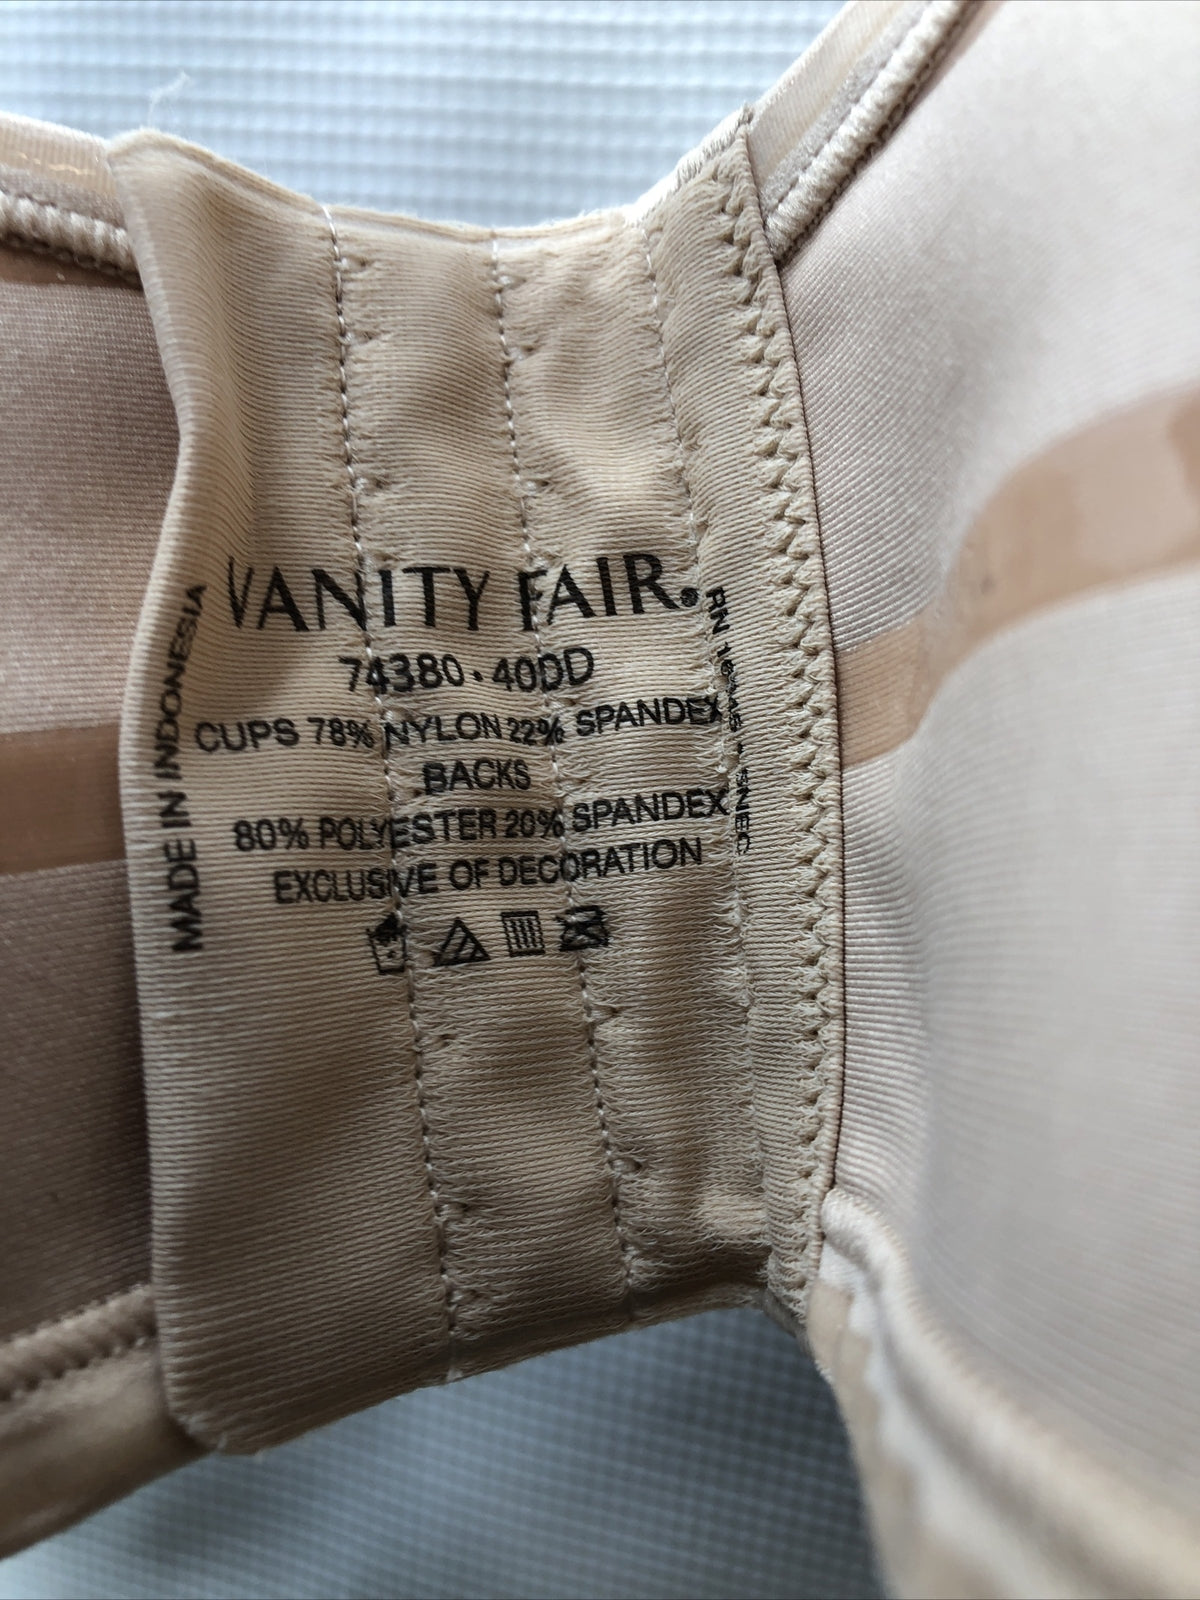 VANITY FAIR®
74380 · 40DD
CUPS 78% NYLON 22% SPANDEX
BACKS
80% POLYESTER 20% SPANDEX
EXCLUSIVE OF DECORATION
MADE IN INDONESIA
RN